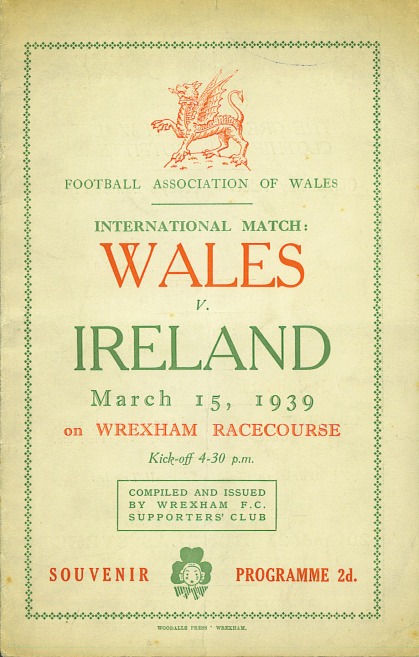 FOOTBALL ASSOCIATION OF WALES
INTERNATIONAL MATCH:
WALES
V.
IRELAND
March 15, 1939
on WREXHAM RACECOURSE
Kick-off 4-30 p.m.
COMPILED AND ISSUED
BY WREXHAM F.C.
SUPPORTERS' CLUB
SOUVENIR PROGRAMME 2d.
WOODALLS PRESS ' WREXHAM.